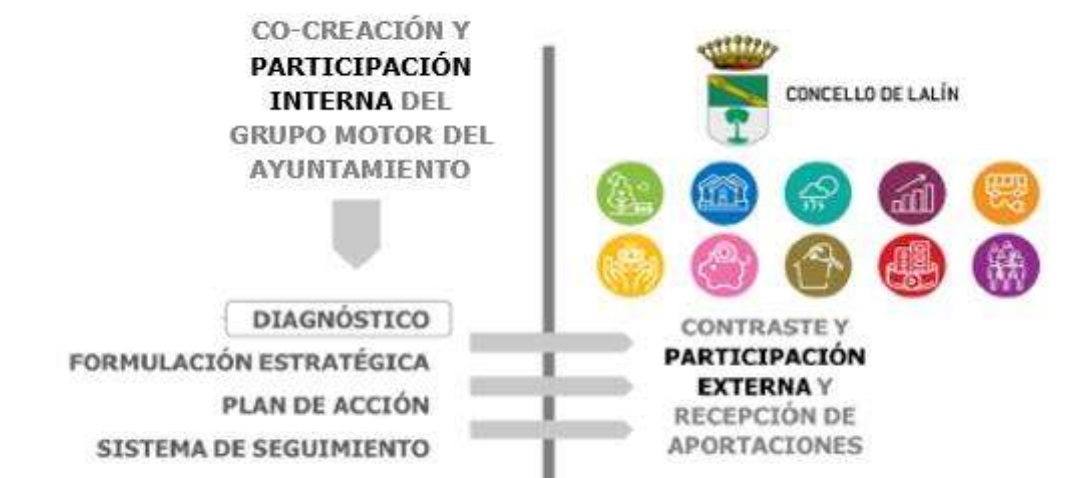 CO-CREACIÓN Y
PARTICIPACIÓN
INTERNA DEL
GRUPO MOTOR DEL
AYUNTAMIENTO
DIAGNÓSTICO
FORMULACIÓN ESTRATÉGICA
PLAN DE ACCIÓN
SISTEMA DE SEGUIMIENTO
CONCELLO DE LALÍN
CONTRASTE Y
PARTICIPACIÓN
EXTERNA Y
RECEPCIÓN DE
APORTACIONES